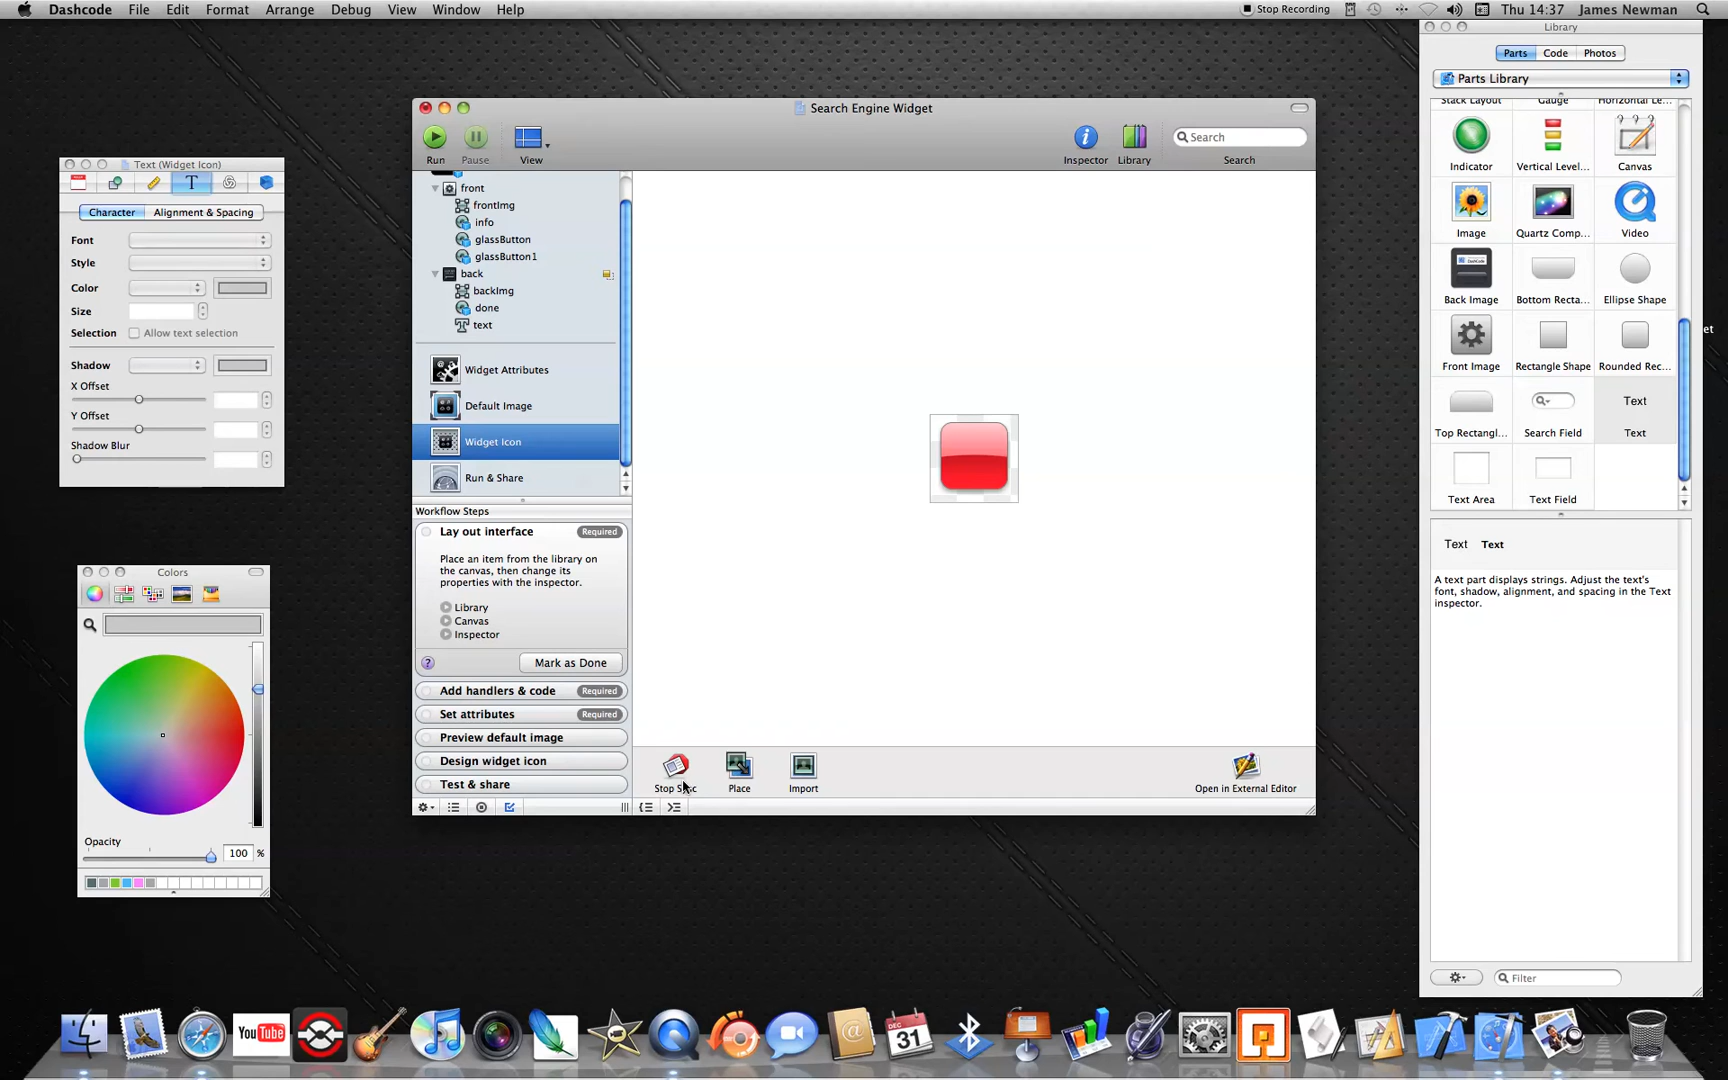 Dashcode File Edit Format Arrange Debug View Window Help
Stop Recording Thu 14:37 James Newman
Text (Widget Icon)
Character Alignment & Spacing
Font
Style
Color
Size
Selection Allow text selection
Shadow
X Offset
Y Offset
Shadow Blur
Colors
Opacity
100 %
Search Engine Widget
Run Pause View Inspector Library Search
Search
front
frontImg
info
glassButton
glassButton1
back
backImg
done
text
Widget Attributes
Default Image
Widget Icon
Run & Share
Workflow Steps
Lay out interface Required
Place an item from the library on
the canvas, then change its
properties with the inspector.
Library
Canvas
Inspector
? Mark as Done
Add handlers & code Required
Set attributes Required
Preview default image
Design widget icon
Test & share
Stop Place Import Open in External Editor
Library
Parts Code Photos
Parts Library
Stack Layout Gauge Horizontal Le...
Indicator Vertical Level... Canvas
Image Quartz Comp... Video
Back Image Bottom Recta... Ellipse Shape
Front Image Rectangle Shape Rounded Rec...
Text
Top Rectangl... Search Field Text
Text Area Text Field
Text Text
A text part displays strings. Adjust the text's
font, shadow, alignment, and spacing in the Text
inspector.
Filter
et
You Tube
DEC
31